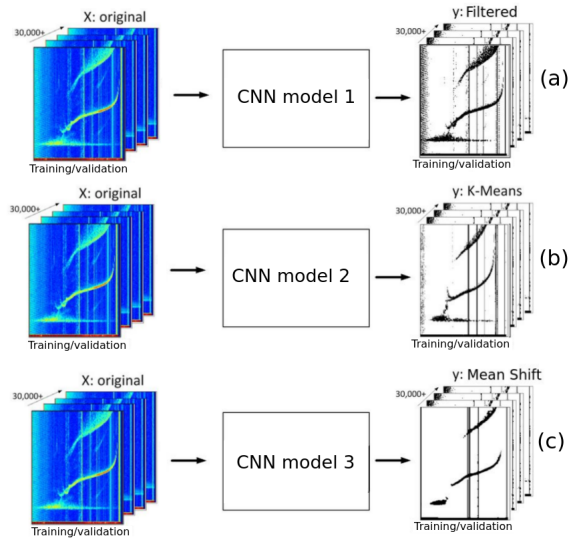 X: original
y: Filtered
30,000+
30,000+
CNN model 1
(a)
Training/validation
Training/validation
X: original
y: K-Means
30,000+
30,000+
CNN model 2
(b)
Training/validation
Training/validation
X: original
y: Mean Shift
30,000+
30,000+
CNN model 3
(c)
Training/validation
Training/validation